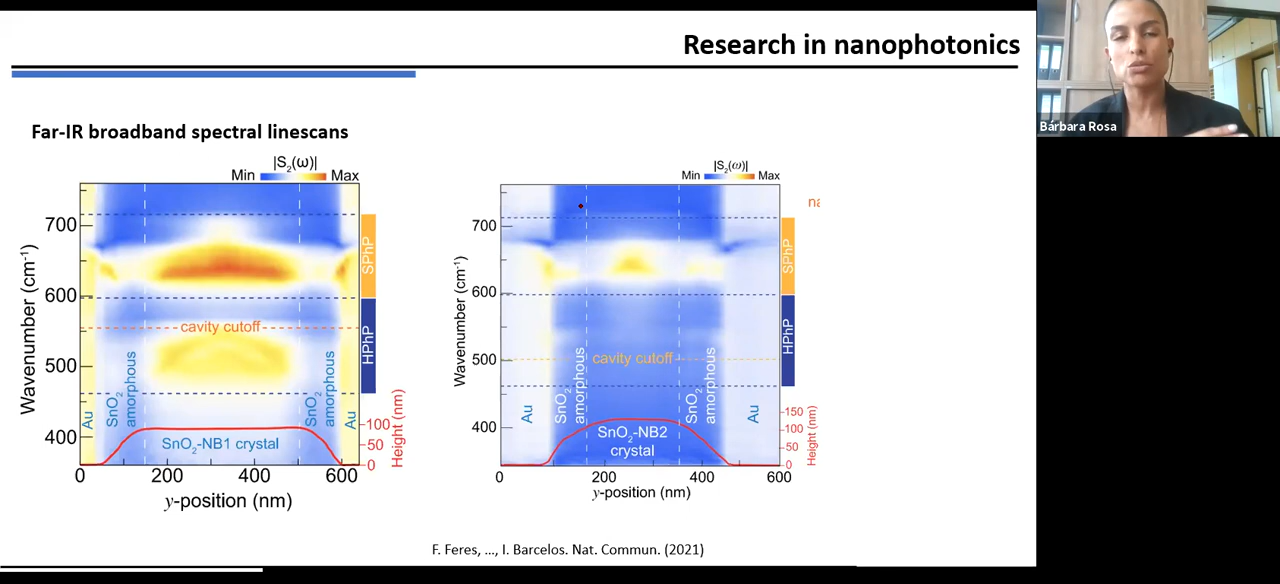 Research in nanophotonics
Bárbara Rosa
Far-IR broadband spectral linescans
|S₂(ω)|
Min Max
Wavenumber (cm⁻¹)
700
600
500
400
SPhP
HPhP
cavity cutoff
Au
SnO₂ amorphous
SnO₂ amorphous
Au
SnO₂-NB1 crystal
100
50
0
Height (nm)
0 200 400 600
y-position (nm)
|S₂(ω)|
Min Max
na
Wavenumber (cm⁻¹)
700
600
500
400
SPhP
HPhP
cavity cutoff
Au
SnO₂
amorphous
SnO₂
amorphous
Au
SnO₂-NB2
crystal
150
100
50
0
Height (nm)
0 200 400 600
y-position (nm)
F. Feres, ..., I. Barcelos. Nat. Commun. (2021)